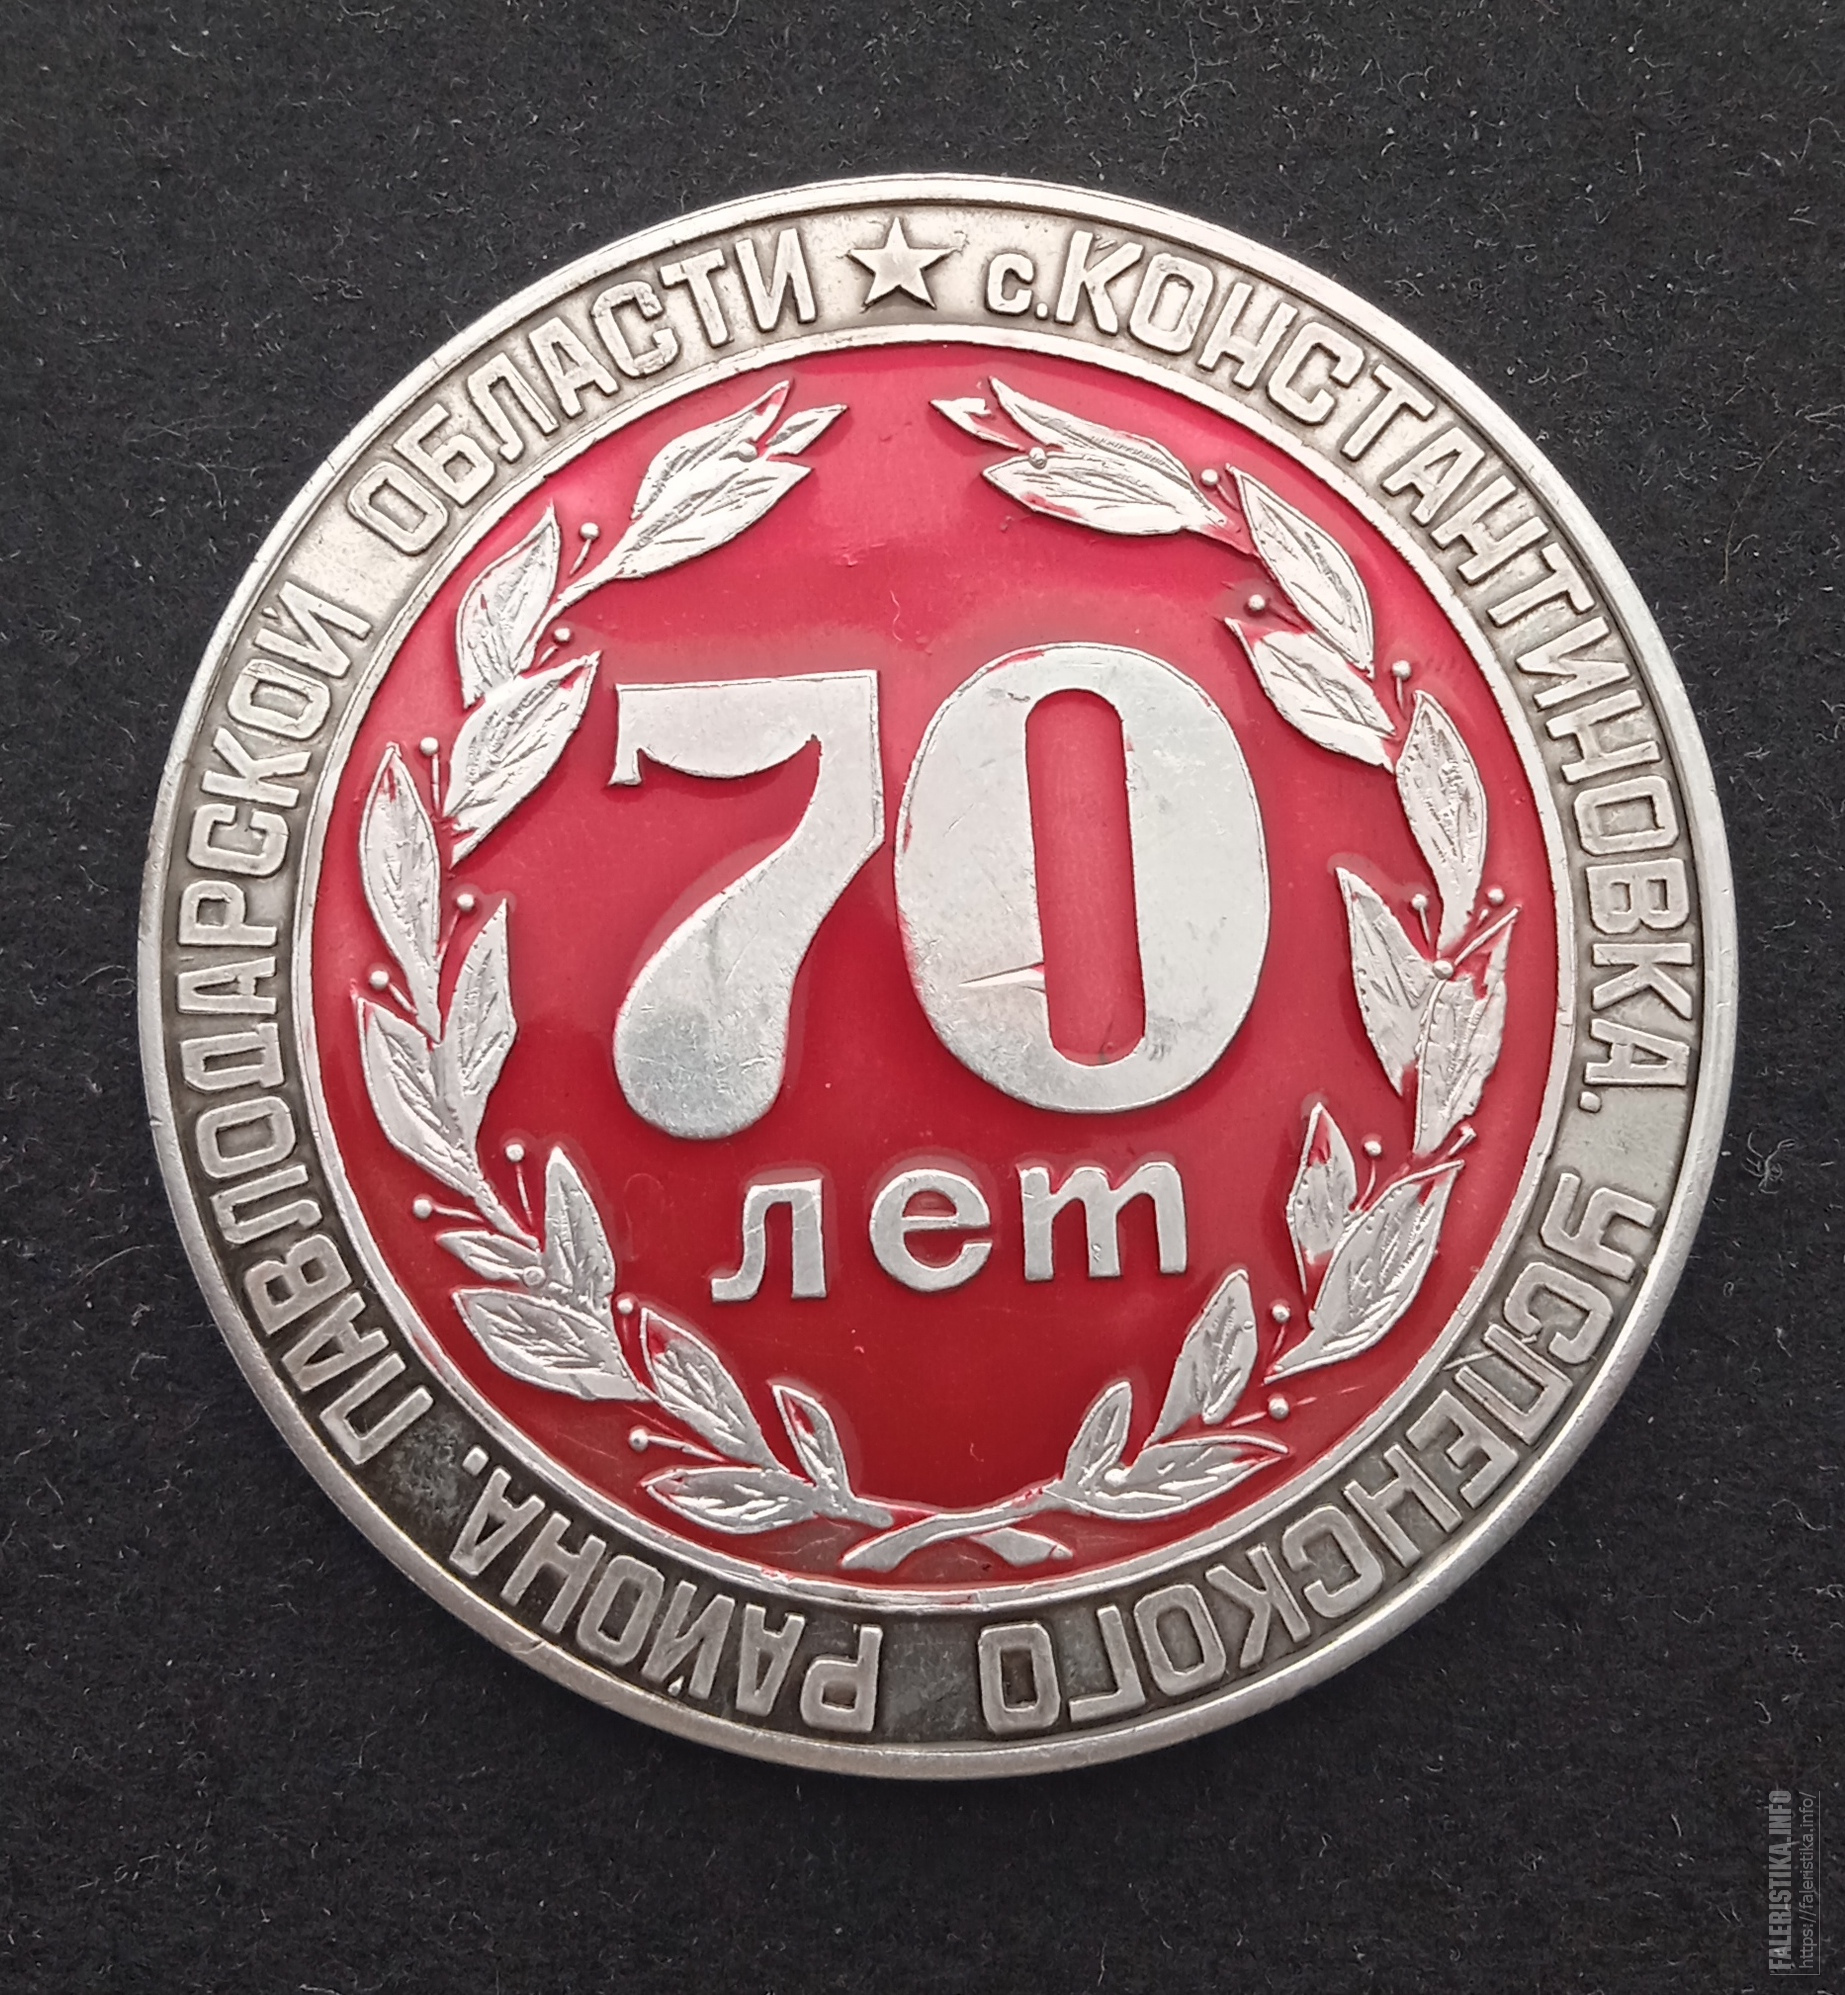 ★ с. КОНСТАНТИНОВКА. УСПЕНСКОГО РАЙОНА. ПАВЛОДАРСКОЙ ОБЛАСТИ
70
лет
FALERISTIKA.INFO
https://faleristika.info/